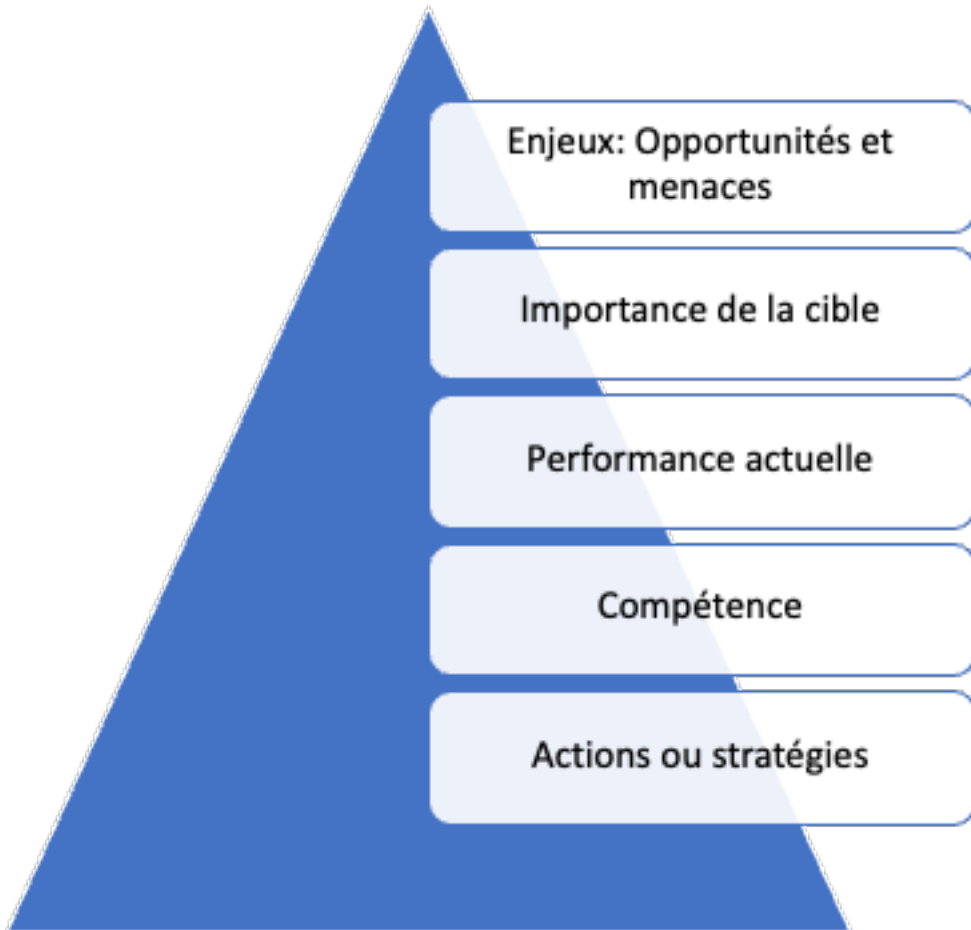 Enjeux: Opportunités et
menaces
Importance de la cible
Performance actuelle
Compétence
Actions ou stratégies